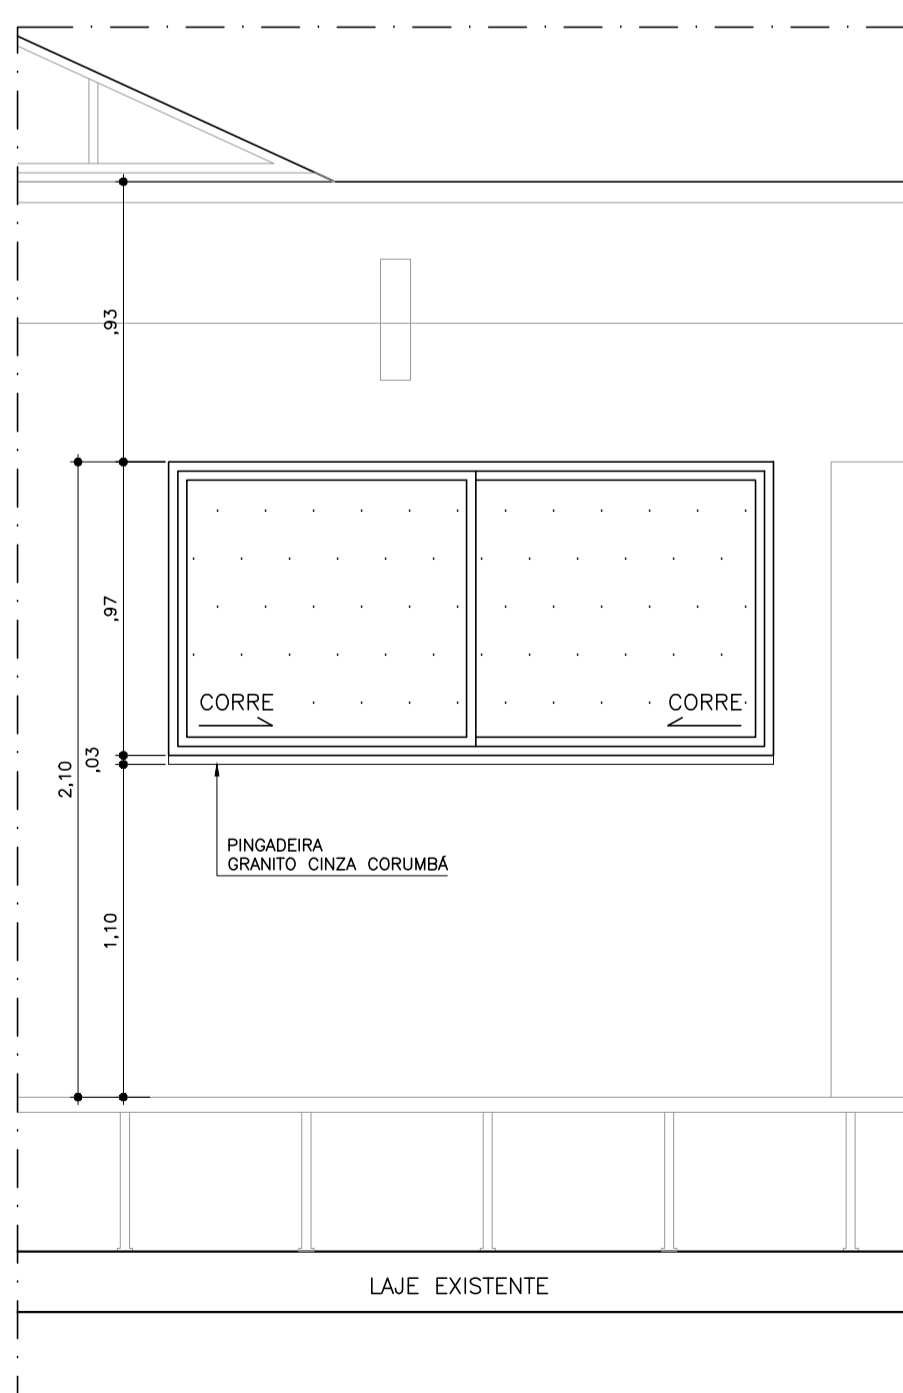 ,93
,97
CORRE
CORRE
,03
2,10
PINGADEIRA
GRANITO CINZA CORUMBÁ
1,10
LAJE EXISTENTE